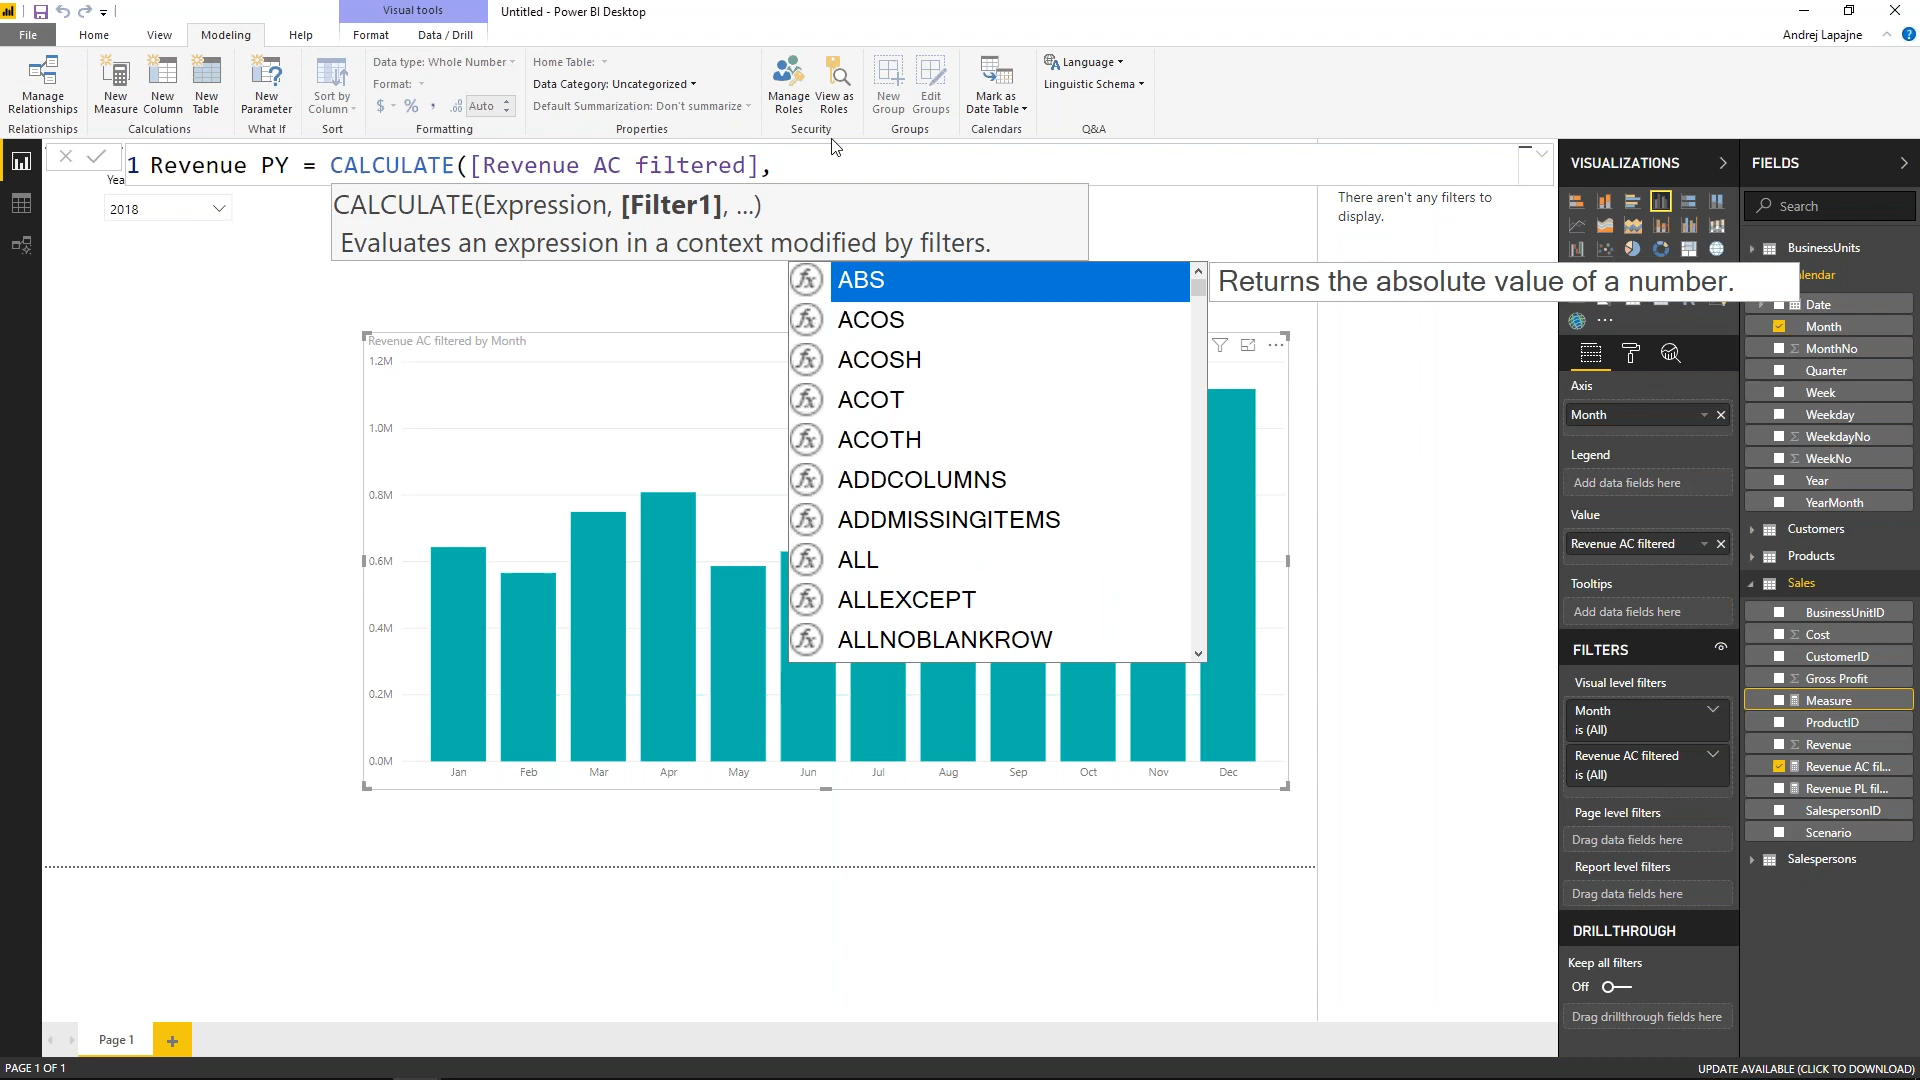 Visual tools
Untitled - Power BI Desktop
File
Home
View
Modeling
Help
Format
Data / Drill
Andrej Lapajne
Manage
Relationships
New
Measure
New
Column
New
Table
New
Parameter
Sort by
Column
Data type: Whole Number
Format:
$ % , .00 Auto
Home Table:
Data Category: Uncategorized
Default Summarization: Don't summarize
Manage
Roles
View as
Roles
New
Group
Edit
Groups
Mark as
Date Table
Language
Linguistic Schema
Relationships
Calculations
What If
Sort
Formatting
Properties
Security
Groups
Calendars
Q&A
1 Revenue PY = CALCULATE([Revenue AC filtered],
CALCULATE(Expression, [Filter1], ...)
Evaluates an expression in a context modified by filters.
Yea
2018
ABS
ACOS
ACOSH
ACOT
ACOTH
ADDCOLUMNS
ADDMISSINGITEMS
ALL
ALLEXCEPT
ALLNOBLANKROW
Returns the absolute value of a number.
There aren't any filters to
display.
Revenue AC filtered by Month
1.2M
1.0M
0.8M
0.6M
0.4M
0.2M
0.0M
Jan
Feb
Mar
Apr
May
Jun
Jul
Aug
Sep
Oct
Nov
Dec
VISUALIZATIONS
Axis
Month
Legend
Add data fields here
Value
Revenue AC filtered
Tooltips
Add data fields here
FILTERS
Visual level filters
Month
is (All)
Revenue AC filtered
is (All)
Page level filters
Drag data fields here
Report level filters
Drag data fields here
DRILLTHROUGH
Keep all filters
Off
Drag drillthrough fields here
FIELDS
Search
BusinessUnits
lendar
Date
Month
MonthNo
Quarter
Week
Weekday
WeekdayNo
WeekNo
Year
YearMonth
Customers
Products
Sales
BusinessUnitID
Cost
CustomerID
Gross Profit
Measure
ProductID
Revenue
Revenue AC fil...
Revenue PL fil...
SalespersonID
Scenario
Salespersons
Page 1
PAGE 1 OF 1
UPDATE AVAILABLE (CLICK TO DOWNLOAD)